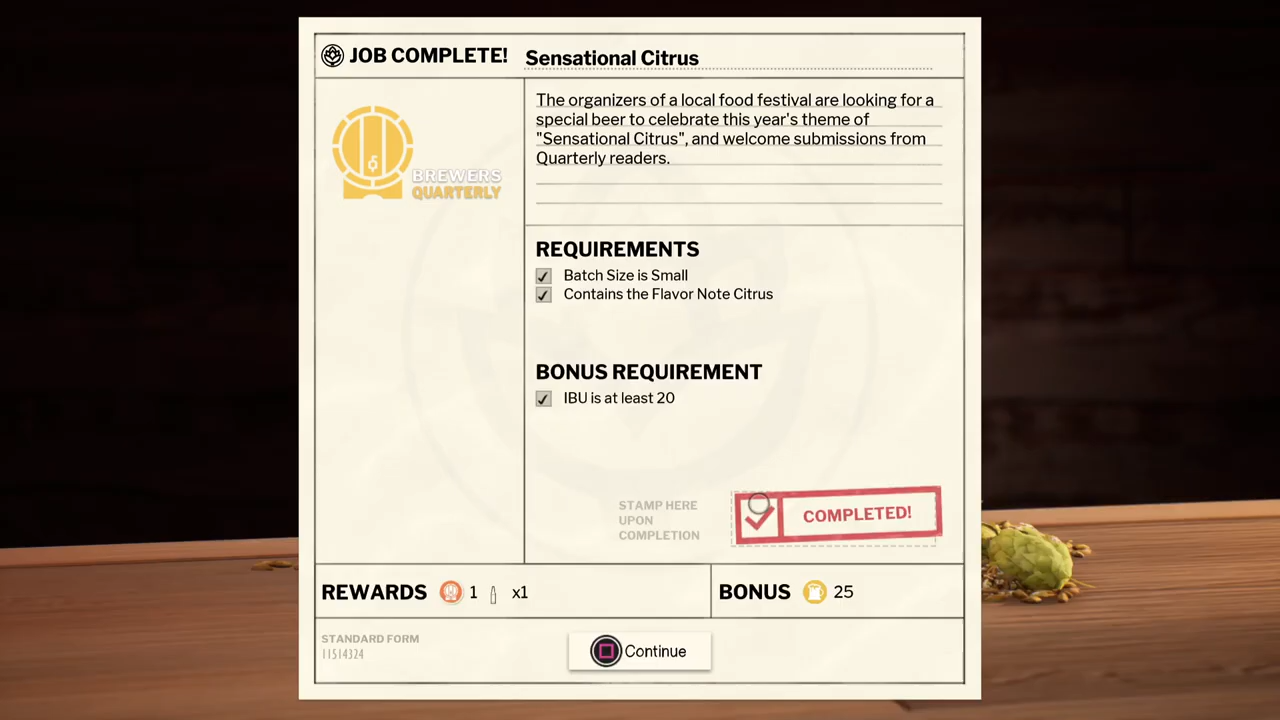 JOB COMPLETE! Sensational Citrus
BREWERS
QUARTERLY
The organizers of a local food festival are looking for a
special beer to celebrate this year's theme of
"Sensational Citrus", and welcome submissions from
Quarterly readers.
REQUIREMENTS
Batch Size is Small
Contains the Flavor Note Citrus
BONUS REQUIREMENT
IBU is at least 20
STAMP HERE
UPON
COMPLETION
COMPLETED!
REWARDS 1 x1
BONUS 25
STANDARD FORM
11514324
Continue